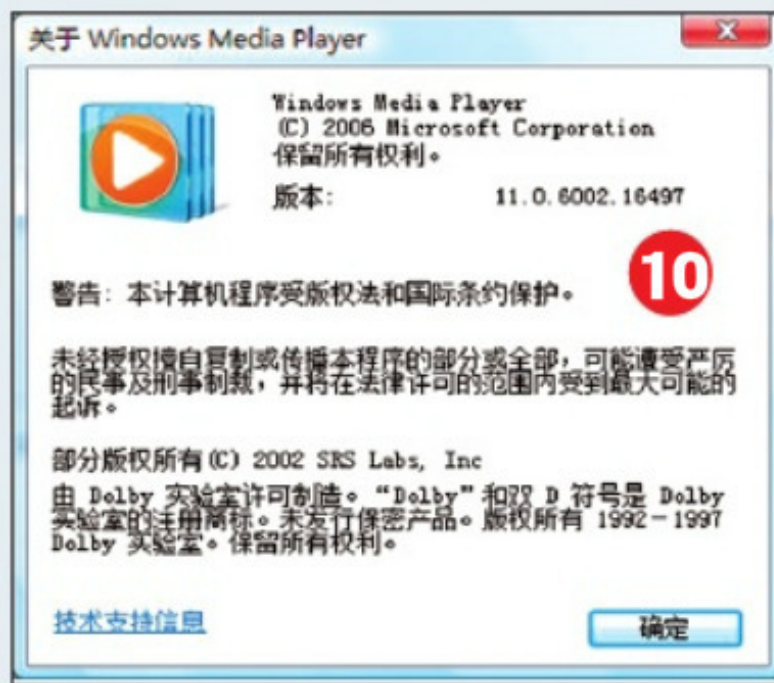 关于 Windows Media Player
Windows Media Player
(C) 2006 Microsoft Corporation
保留所有权利。
版本: 11.0.6002.16497
10
警告: 本计算机程序受版权法和国际条约保护。
未经授权擅自复制或传播本程序的部分或全部，可能遭受严厉
的民事及刑事制裁，并将在法律许可的范围内受到最大可能的
起诉。
部分版权所有(C) 2002 SRS Labs, Inc
由 Dolby 实验室许可制造。“Dolby”和双 D 符号是 Dolby
实验室的注册商标。未发行保密产品。版权所有 1992－1997
Dolby 实验室。保留所有权利。
技术支持信息
确定